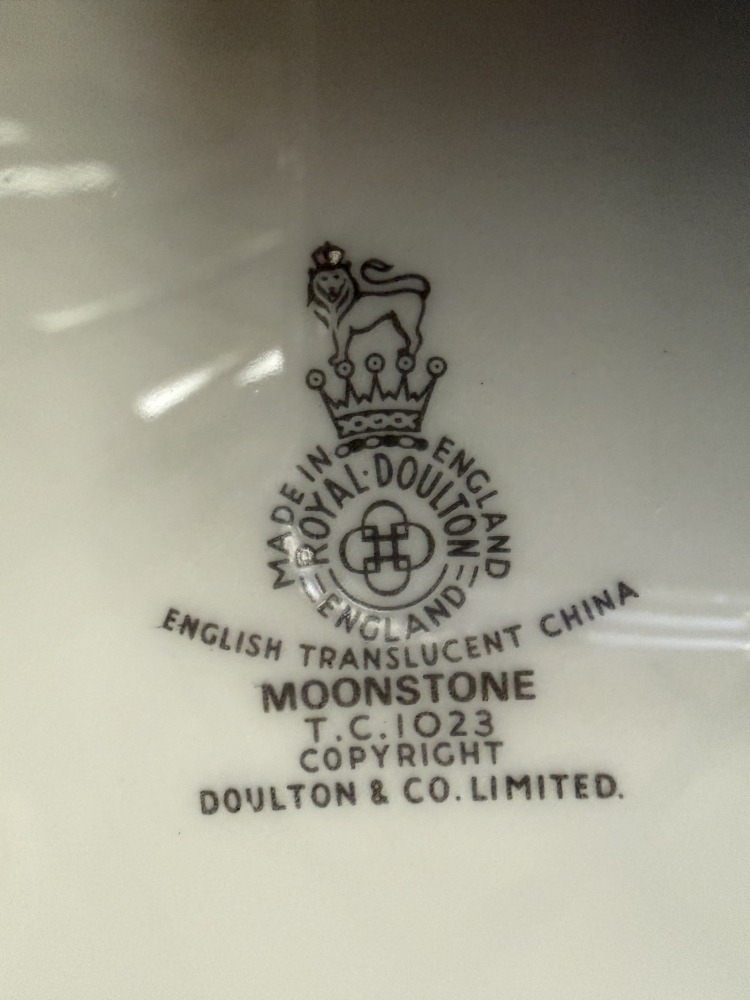 MADE IN ENGLAND
ROYAL·DOULTON
ENGLAND
ENGLISH TRANSLUCENT CHINA
MOONSTONE
T.C.1023
COPYRIGHT
DOULTON & CO. LIMITED.